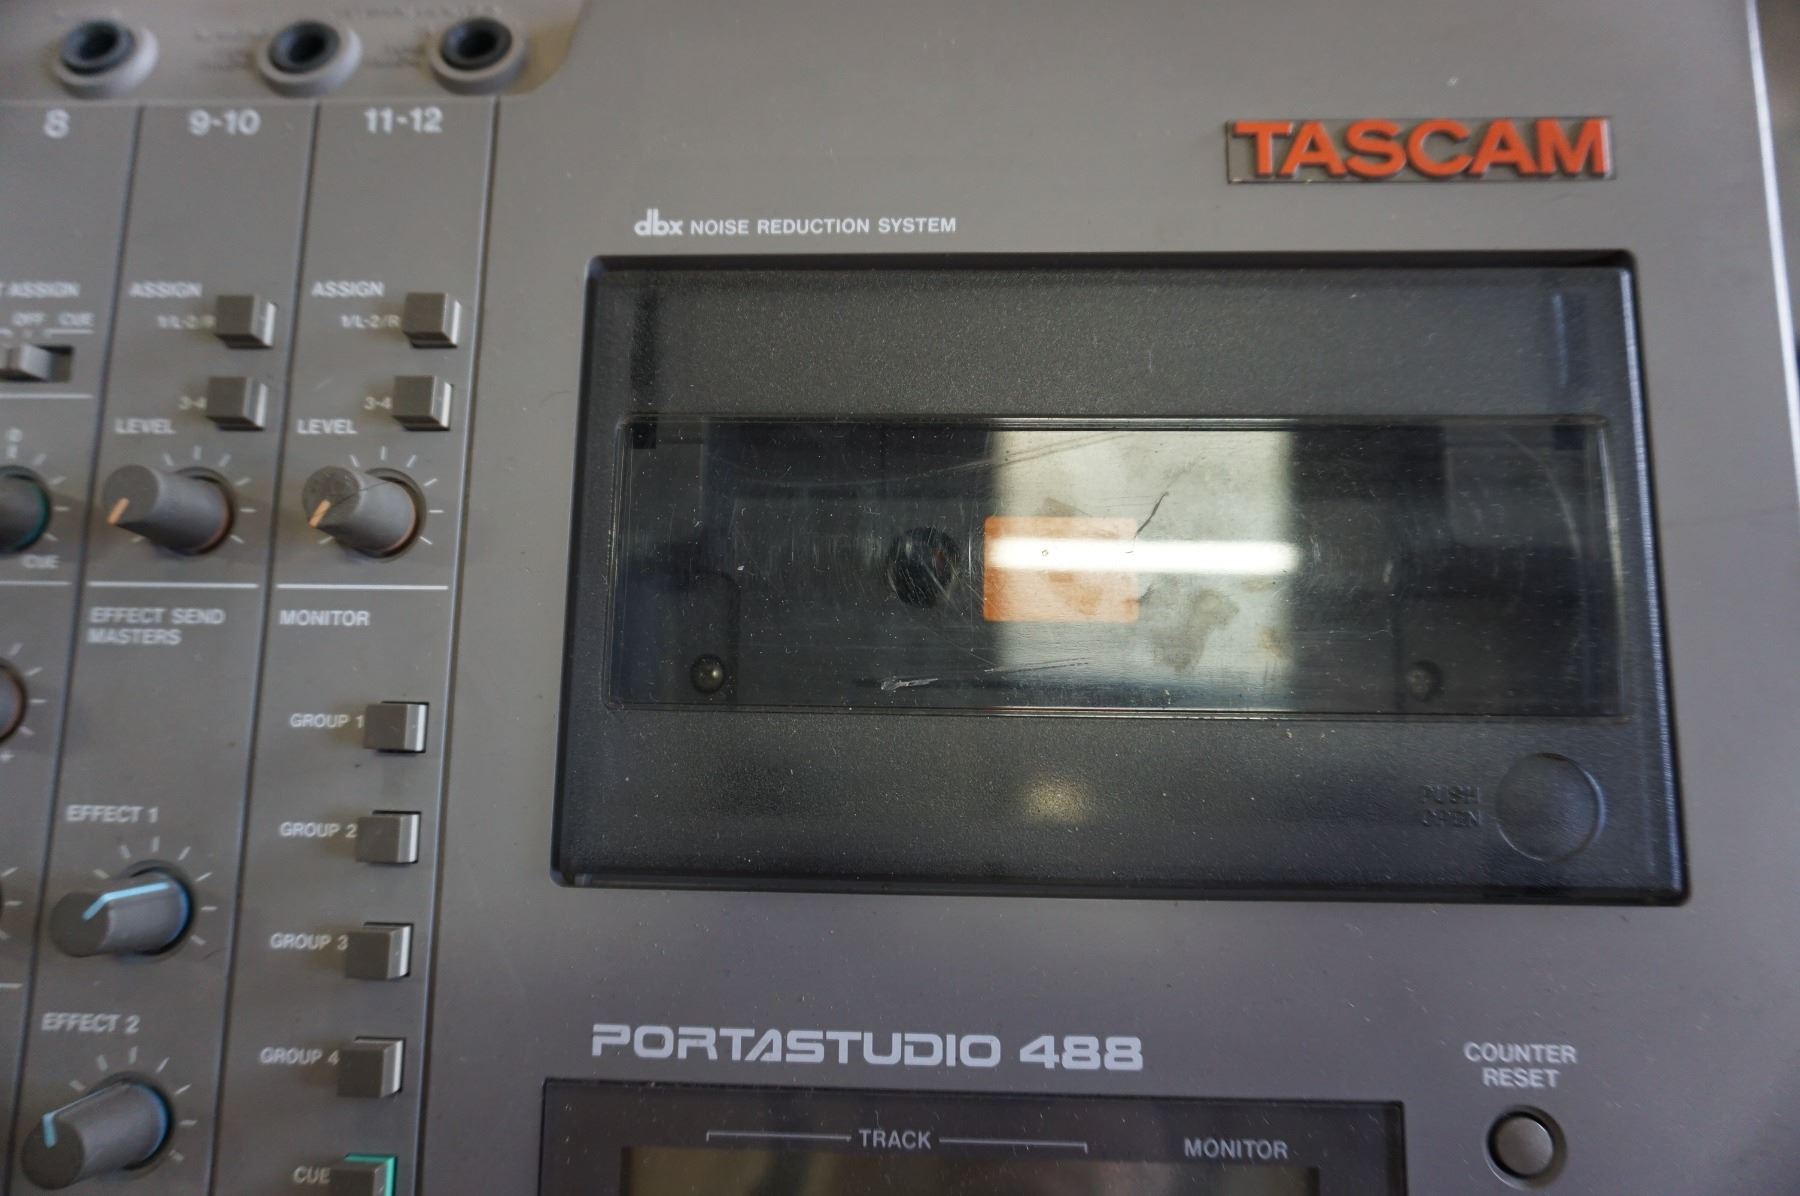 8
9-10
11-12
TASCAM
dbx NOISE REDUCTION SYSTEM
ASSIGN
OFF CUE
ASSIGN
1/L-2/R
3-4
LEVEL
ASSIGN
1/L-2/R
3-4
LEVEL
CUE
EFFECT SEND
MASTERS
MONITOR
GROUP 1
GROUP 2
GROUP 3
GROUP 4
CUE
EFFECT 1
EFFECT 2
PUSH
OPEN
PORTASTUDIO 488
COUNTER
RESET
TRACK
MONITOR